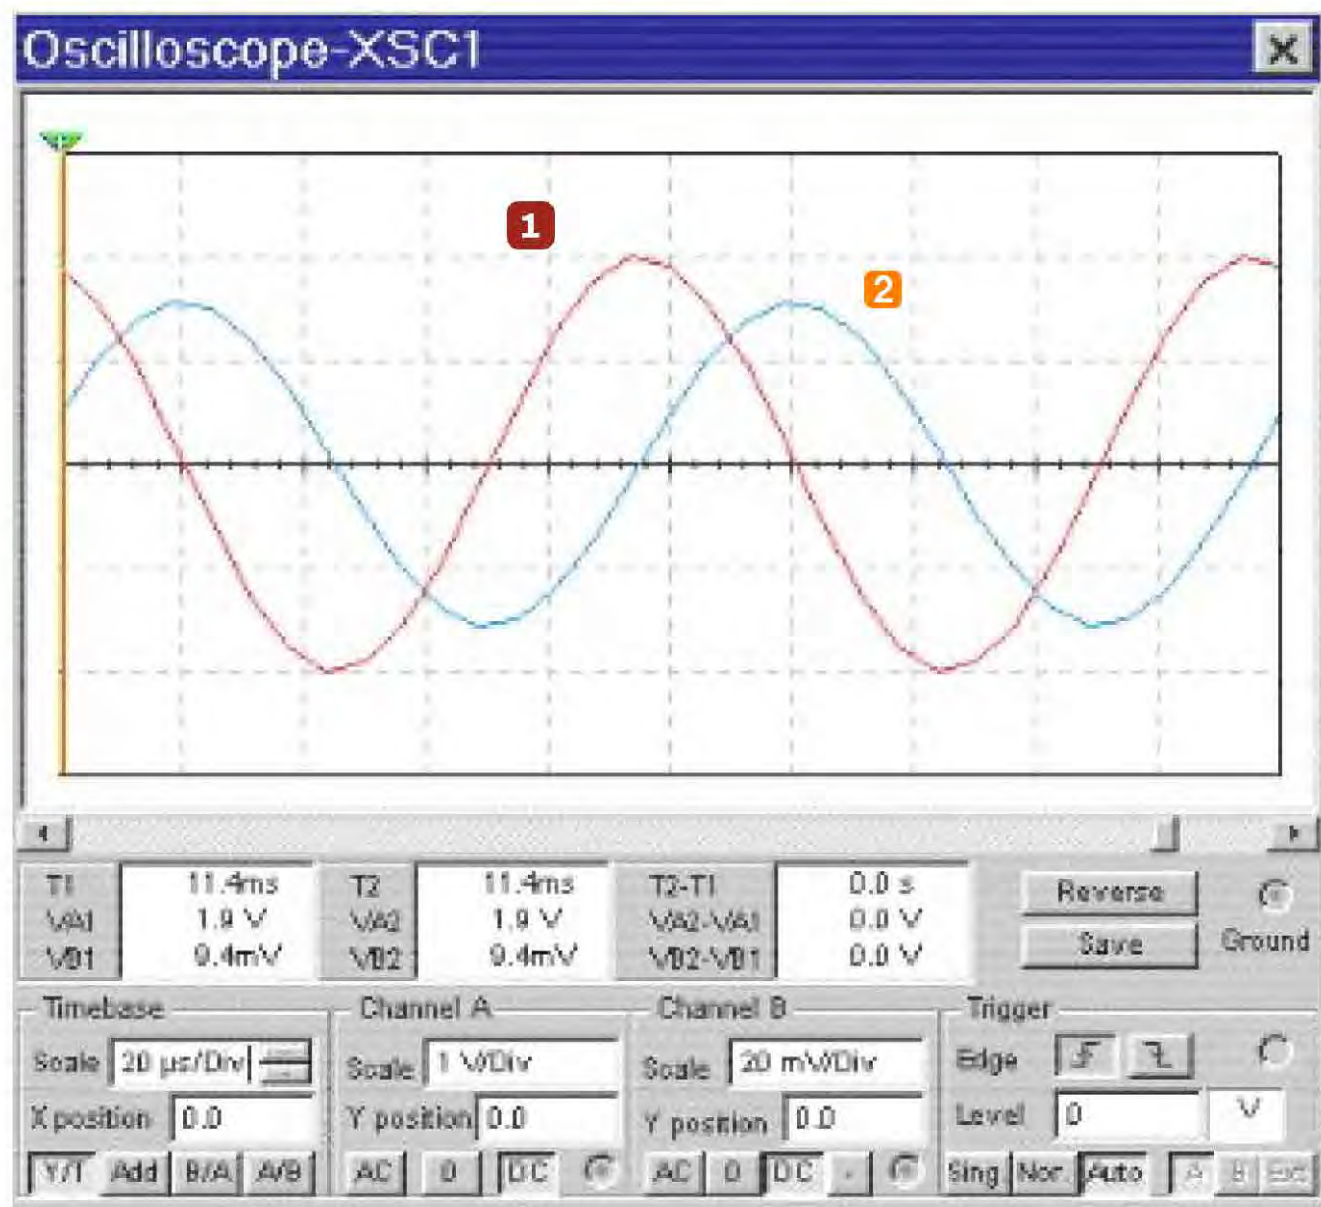 Oscilloscope-XSC1
1
2
T1 11.4ms T2 11.4ms T2-T1 0.0 s Reverse
VA1 1.9 V VA2 1.9 V VA2-VA1 0.0 V
VB1 9.4mV VB2 9.4mV VB2-VB1 0.0 V Save Ground
Timebase Channel A Channel B Trigger
Scale 20 µs/Div Scale 1 V/Div Scale 20 mV/Div Edge
X position 0.0 Y position 0.0 Y position 0.0 Level 0 V
Y/T Add B/A A/B AC 0 DC AC 0 DC - Sing. Nor. Auto A B Ext